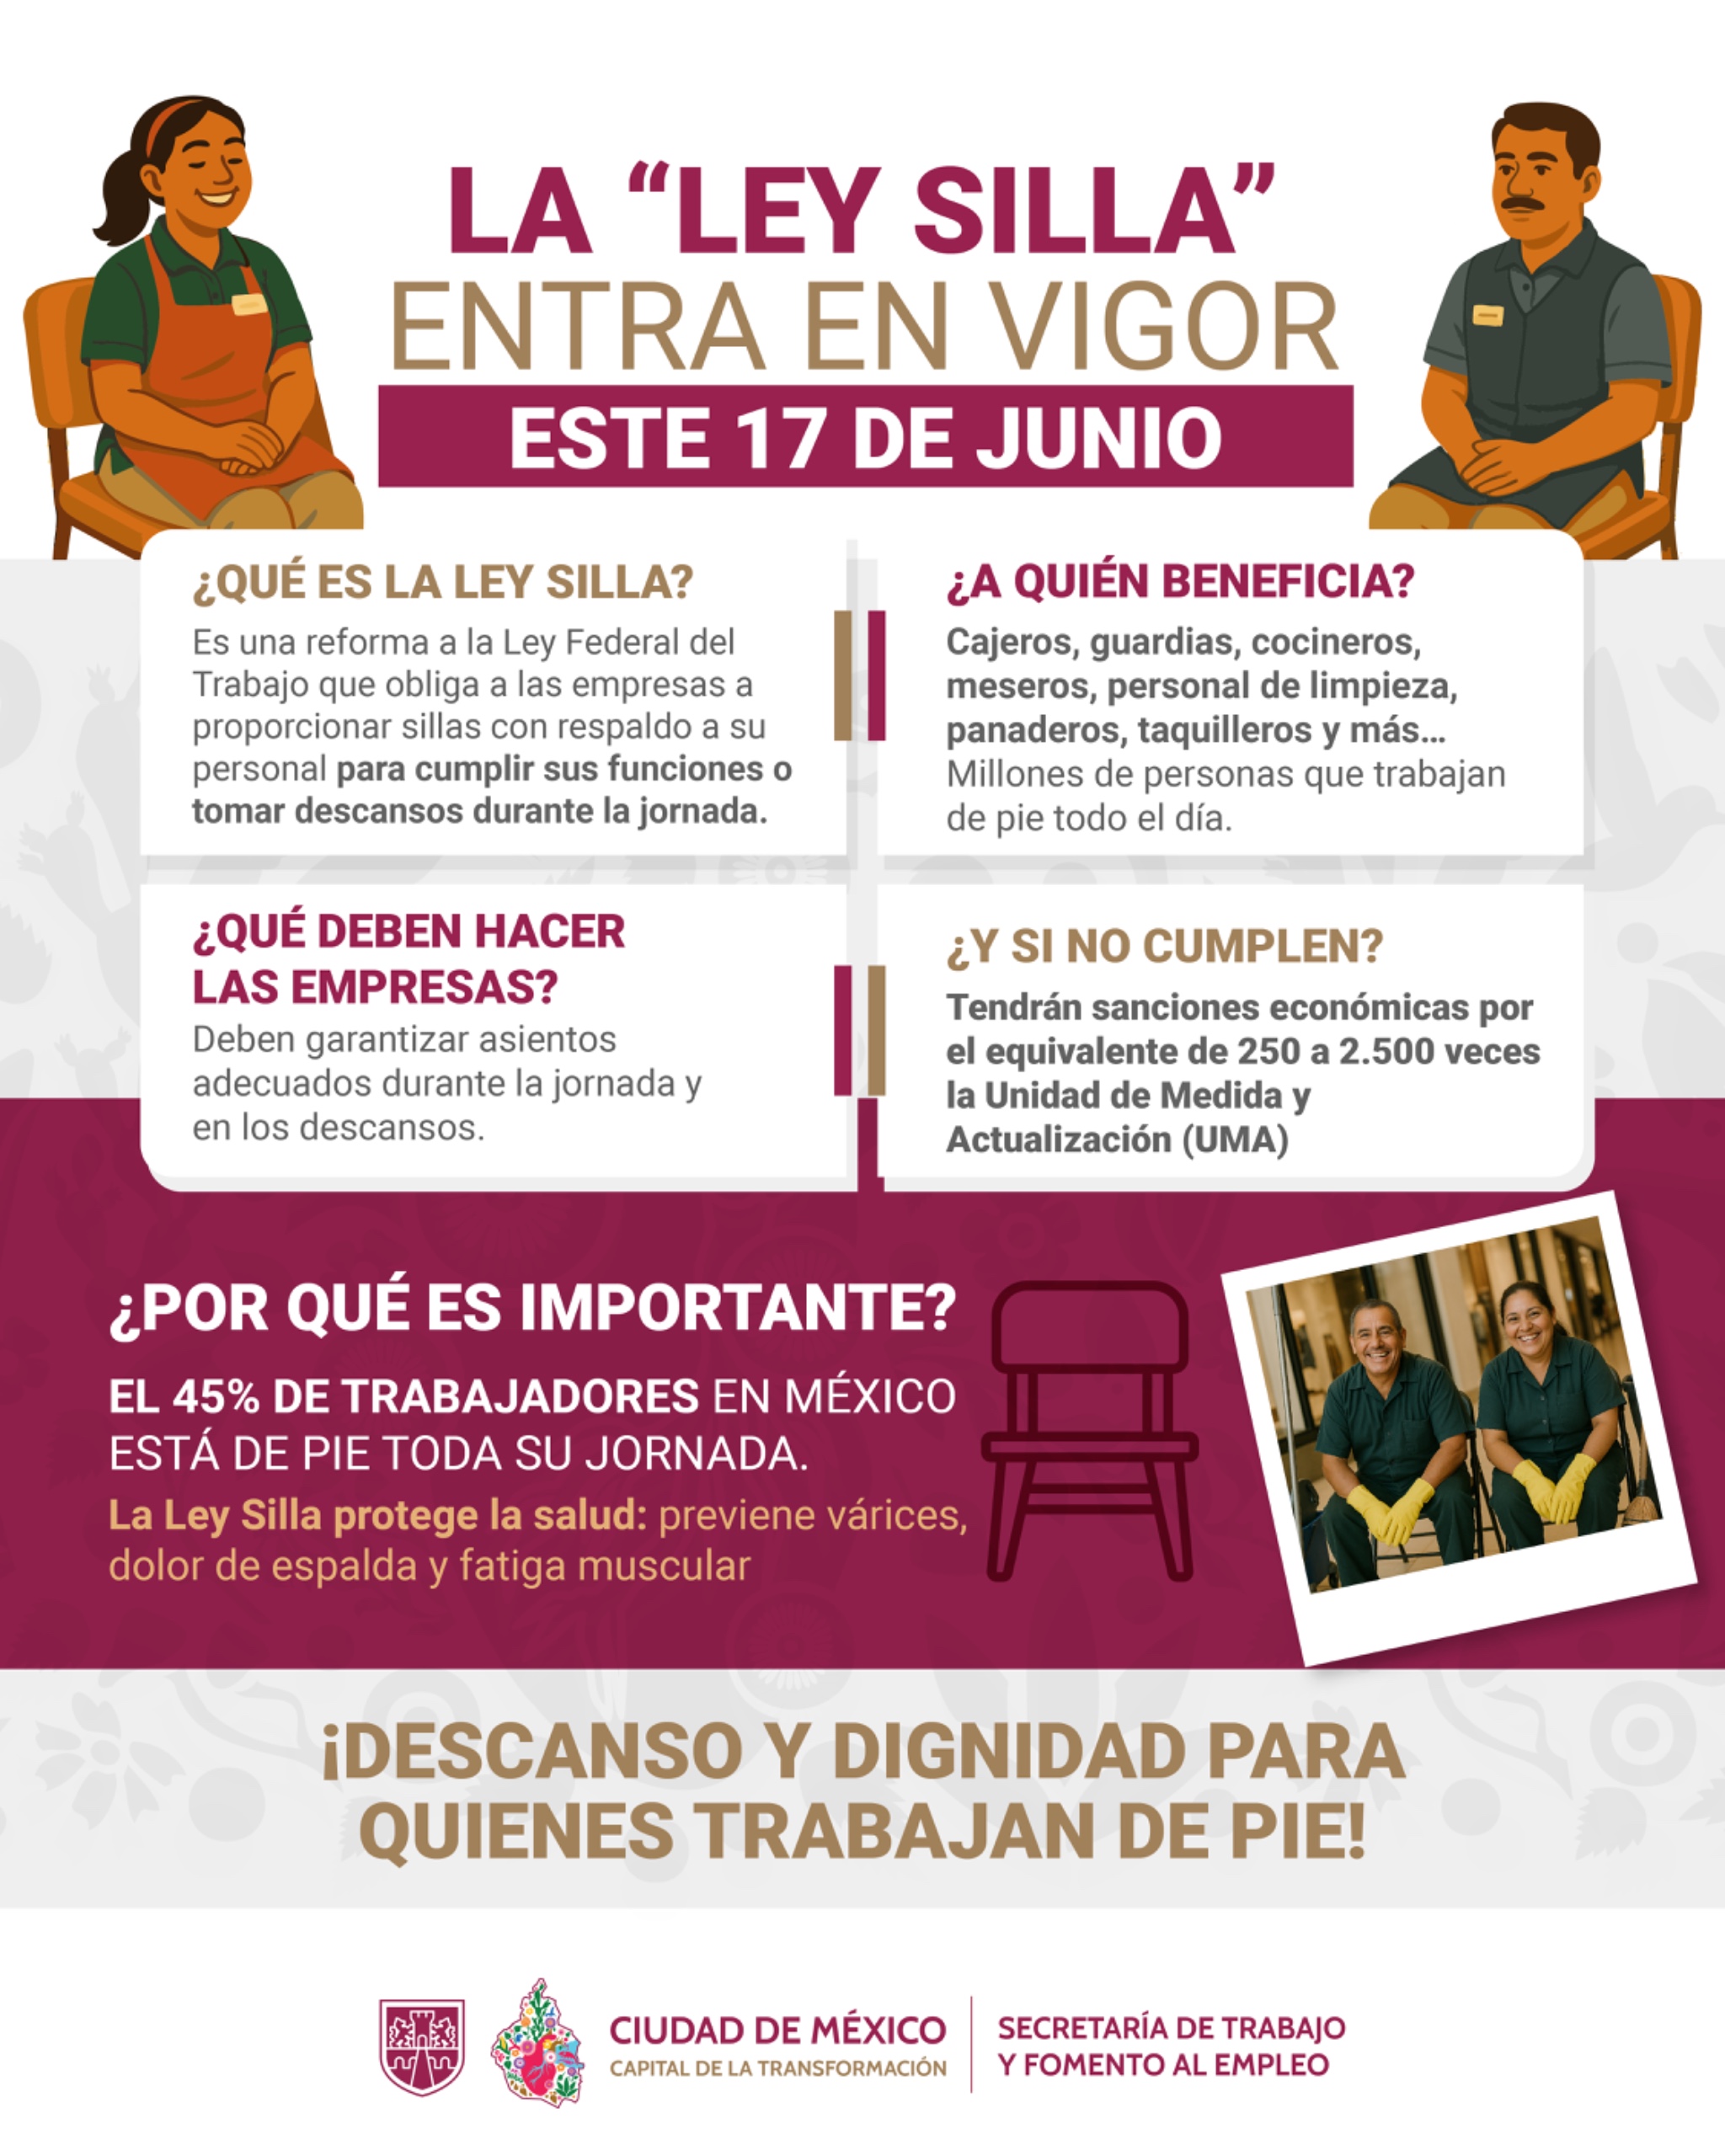 LA “LEY SILLA”
ENTRA EN VIGOR
ESTE 17 DE JUNIO
¿QUÉ ES LA LEY SILLA?
Es una reforma a la Ley Federal del
Trabajo que obliga a las empresas a
proporcionar sillas con respaldo a su
personal para cumplir sus funciones o
tomar descansos durante la jornada.
¿A QUIÉN BENEFICIA?
Cajeros, guardias, cocineros,
meseros, personal de limpieza,
panaderos, taquilleros y más...
Millones de personas que trabajan
de pie todo el día.
¿QUÉ DEBEN HACER
LAS EMPRESAS?
Deben garantizar asientos
adecuados durante la jornada y
en los descansos.
¿Y SI NO CUMPLEN?
Tendrán sanciones económicas por
el equivalente de 250 a 2.500 veces
la Unidad de Medida y
Actualización (UMA)
¿POR QUÉ ES IMPORTANTE?
EL 45% DE TRABAJADORES EN MÉXICO
ESTÁ DE PIE TODA SU JORNADA.
La Ley Silla protege la salud: previene várices,
dolor de espalda y fatiga muscular
¡DESCANSO Y DIGNIDAD PARA
QUIENES TRABAJAN DE PIE!
CIUDAD DE MÉXICO
CAPITAL DE LA TRANSFORMACIÓN
SECRETARÍA DE TRABAJO
Y FOMENTO AL EMPLEO